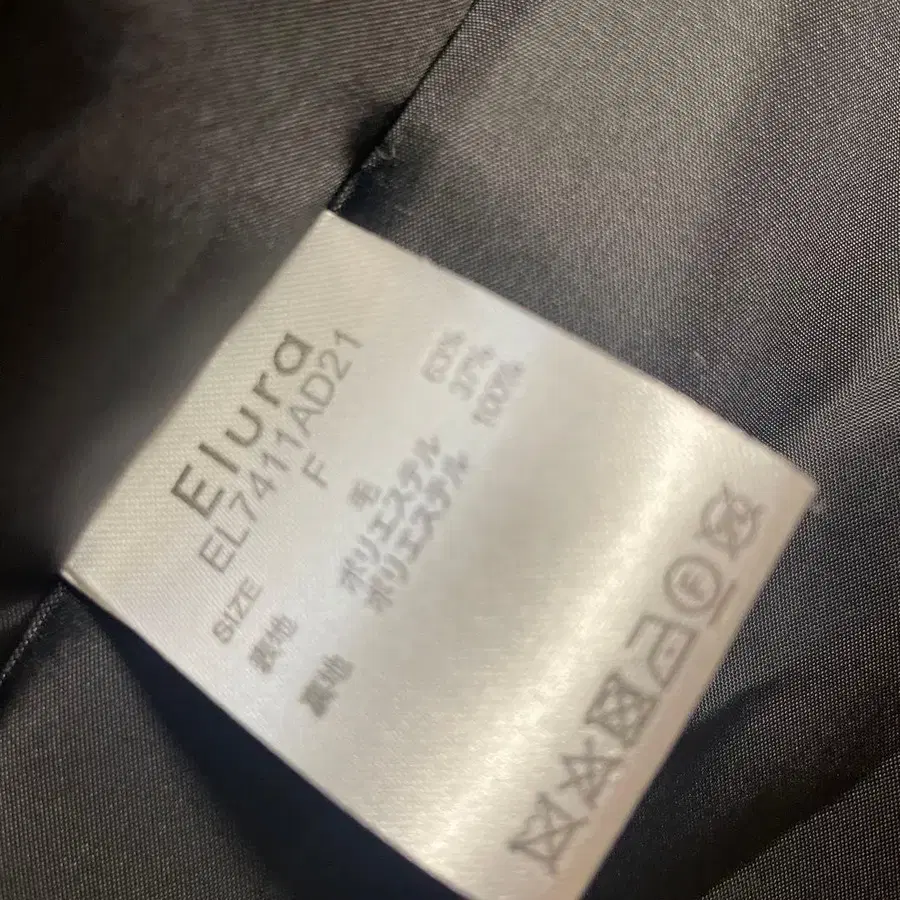 Elura
EL7411AD21
SIZE F
表地 毛 63%
ポリエステル 37%
裏地 ポリエステル 100%
F